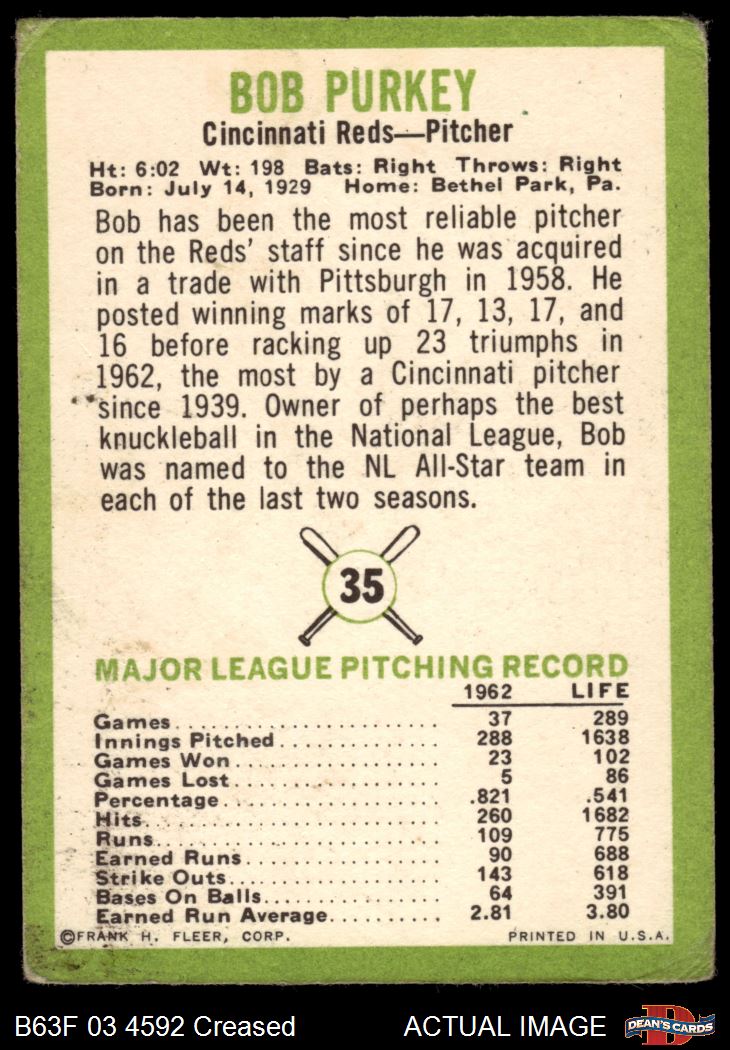 BOB PURKEY
Cincinnati Reds—Pitcher
Ht: 6:02 Wt: 198 Bats: Right Throws: Right
Born: July 14, 1929 Home: Bethel Park, Pa.
Bob has been the most reliable pitcher
on the Reds' staff since he was acquired
in a trade with Pittsburgh in 1958. He
posted winning marks of 17, 13, 17, and
16 before racking up 23 triumphs in
1962, the most by a Cincinnati pitcher
since 1939. Owner of perhaps the best
knuckleball in the National League, Bob
was named to the NL All-Star team in
each of the last two seasons.
35
MAJOR LEAGUE PITCHING RECORD
1962 LIFE
Games...................... 37 289
Innings Pitched............. 288 1638
Games Won................. 23 102
Games Lost................. 5 86
Percentage.................. .821 .541
Hits......................... 260 1682
Runs........................ 109 775
Earned Runs................ 90 688
Strike Outs.................. 143 618
Bases On Balls.............. 64 391
Earned Run Average......... 2.81 3.80
©FRANK H. FLEER, CORP. PRINTED IN U.S.A.
B63F 03 4592 Creased ACTUAL IMAGE DEAN'S CARDS